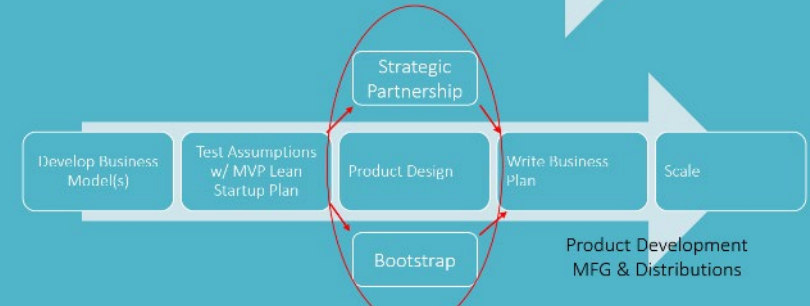 Strategic
Partnership
Develop Business
Model(s)
Test Assumptions
w/ MVP Lean
Startup Plan
Product Design
Write Business
Plan
Scale
Bootstrap
Product Development
MFG & Distributions